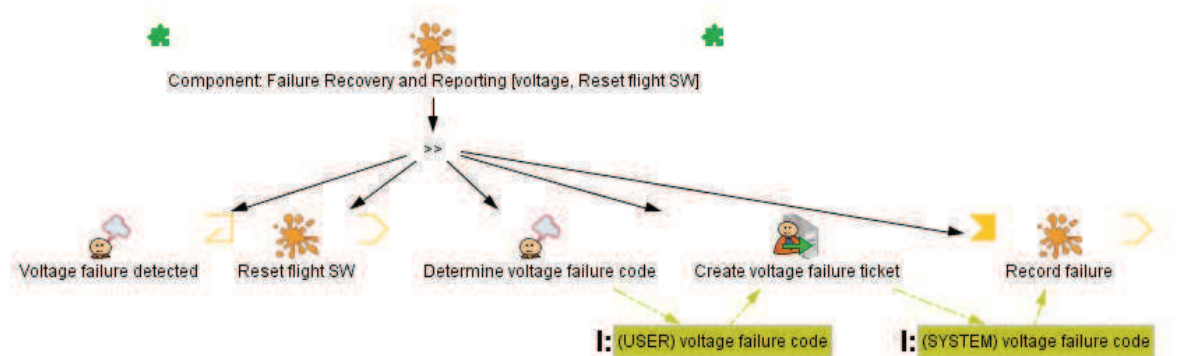 Component: Failure Recovery and Reporting [voltage, Reset flight SW]
>>
Voltage failure detected
Reset flight SW
Determine voltage failure code
Create voltage failure ticket
Record failure
I: (USER) voltage failure code
I: (SYSTEM) voltage failure code